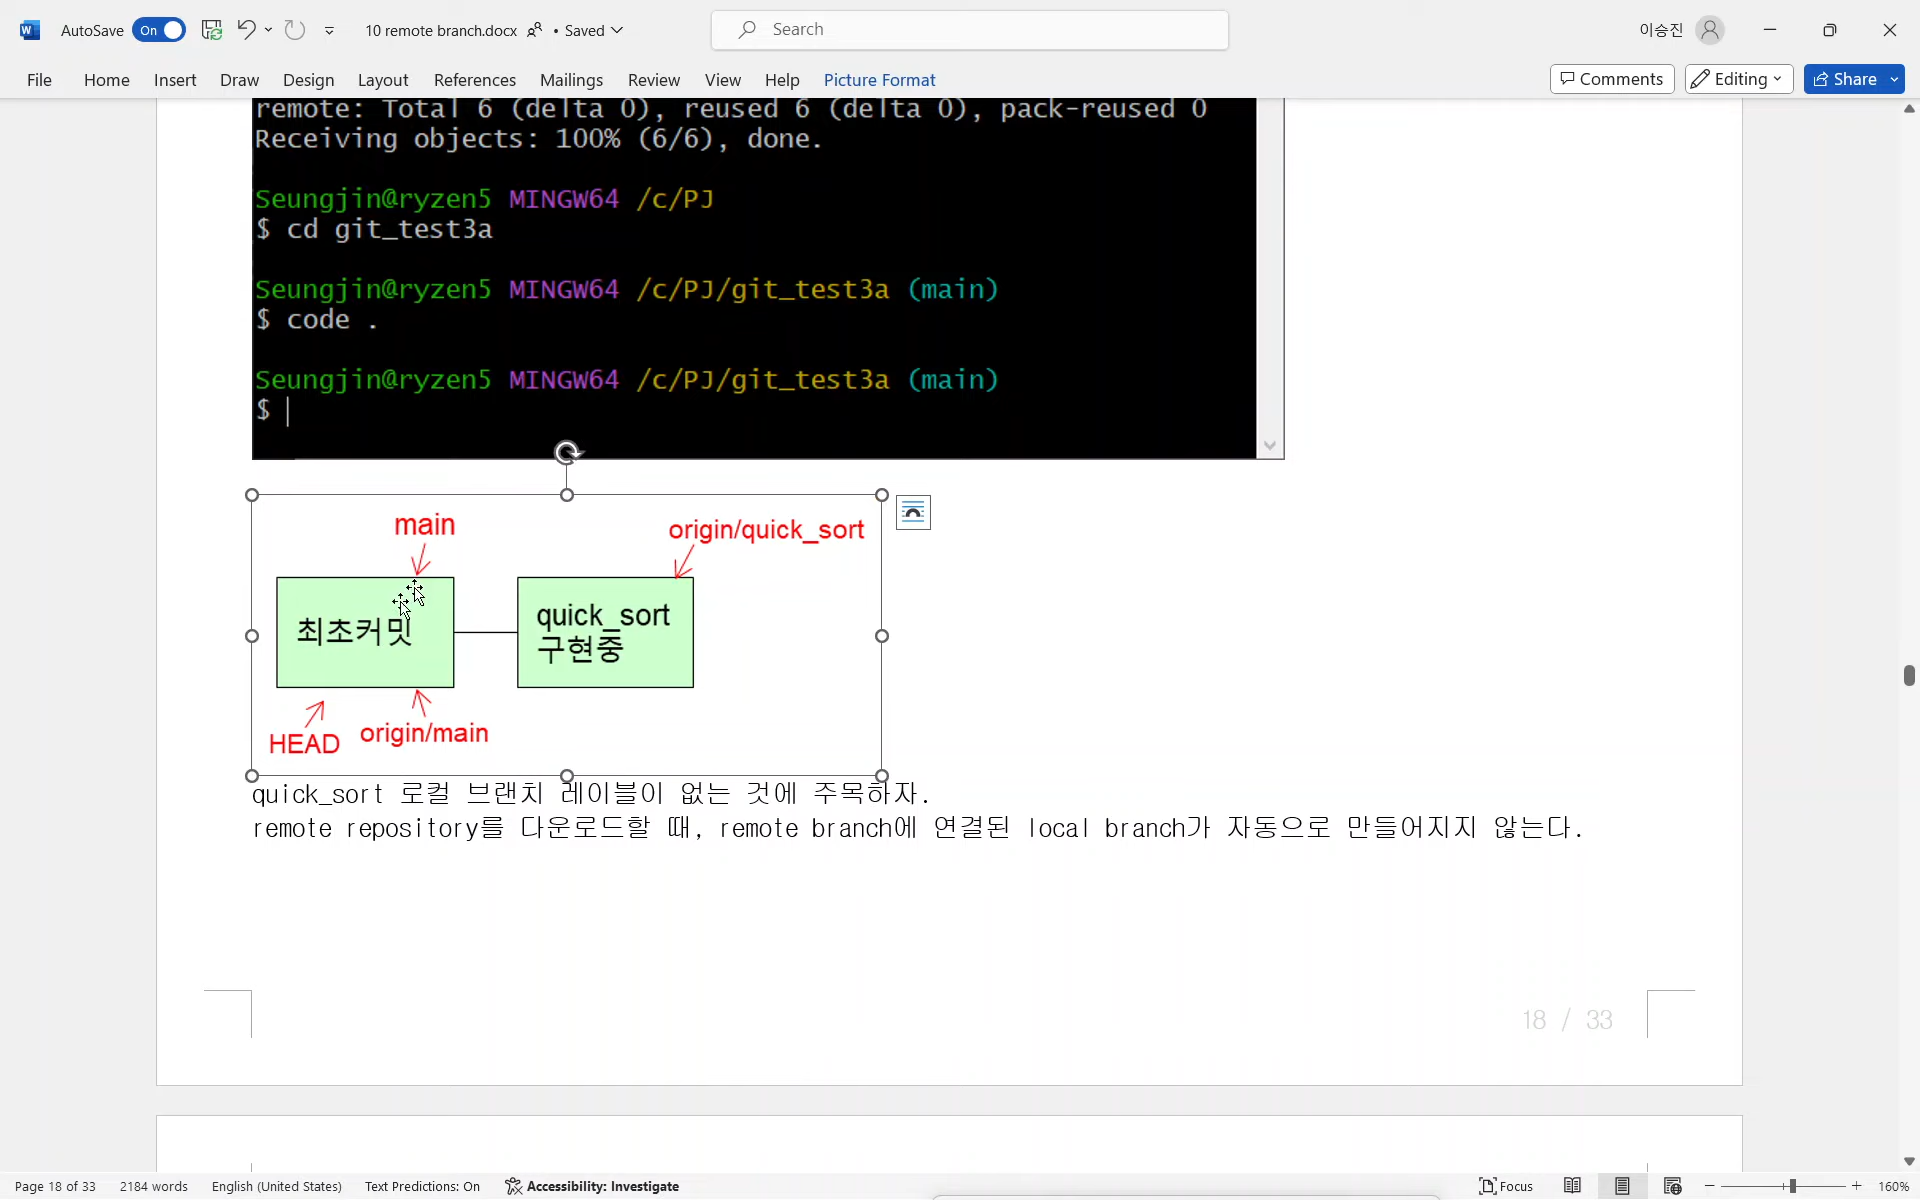 AutoSave On 10 remote branch.docx • Saved Search 이승진
File Home Insert Draw Design Layout References Mailings Review View Help Picture Format Comments Editing Share
remote: Total 6 (delta 0), reused 6 (delta 0), pack-reused 0
Receiving objects: 100% (6/6), done.
Seungjin@ryzen5 MINGW64 /c/PJ
$ cd git_test3a
Seungjin@ryzen5 MINGW64 /c/PJ/git_test3a (main)
$ code .
Seungjin@ryzen5 MINGW64 /c/PJ/git_test3a (main)
$
main
origin/quick_sort
최초커밋
quick_sort
구현중
HEAD
origin/main
quick_sort 로컬 브랜치 레이블이 없는 것에 주목하자.
remote repository를 다운로드할 때, remote branch에 연결된 local branch가 자동으로 만들어지지 않는다.
18 / 33
Page 18 of 33 2184 words English (United States) Text Predictions: On Accessibility: Investigate Focus 160%